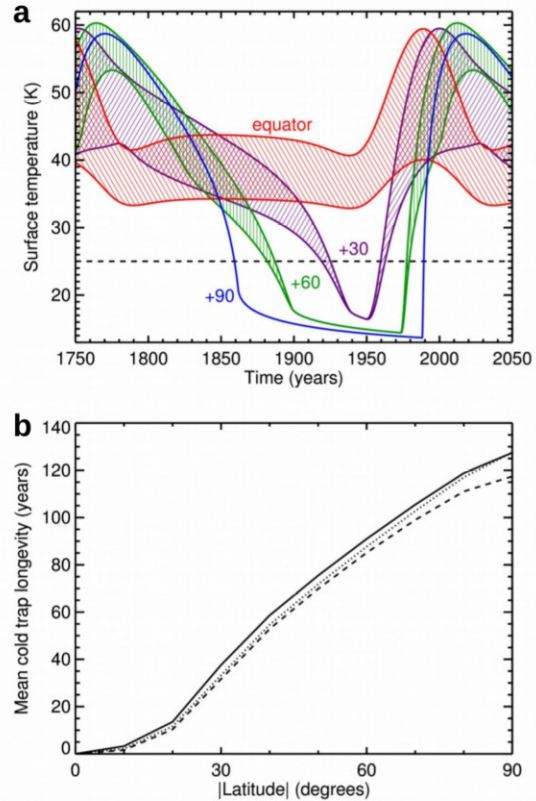 a
60
50
40
30
20
Surface temperature (K)
equator
+30
+60
+90
1750 1800 1850 1900 1950 2000 2050
Time (years)
b
140
120
100
80
60
40
20
0
Mean cold trap longevity (years)
0 30 60 90
|Latitude| (degrees)